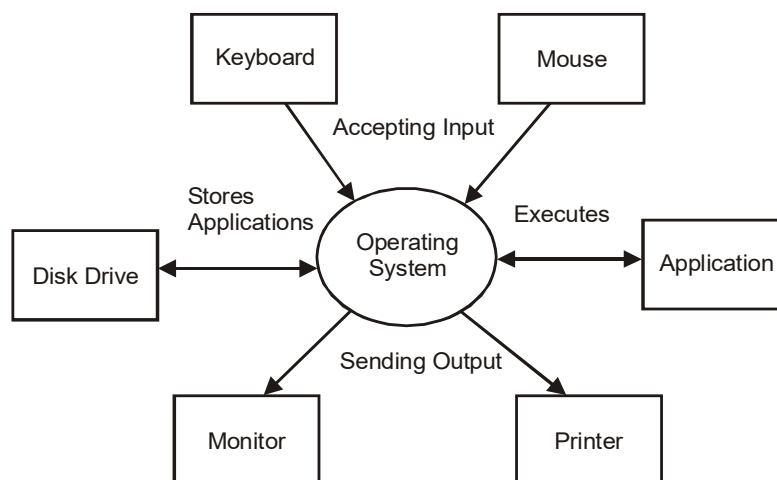 Keyboard
Mouse
Accepting Input
Stores
Applications
Executes
Operating
System
Disk Drive
Application
Sending Output
Monitor
Printer